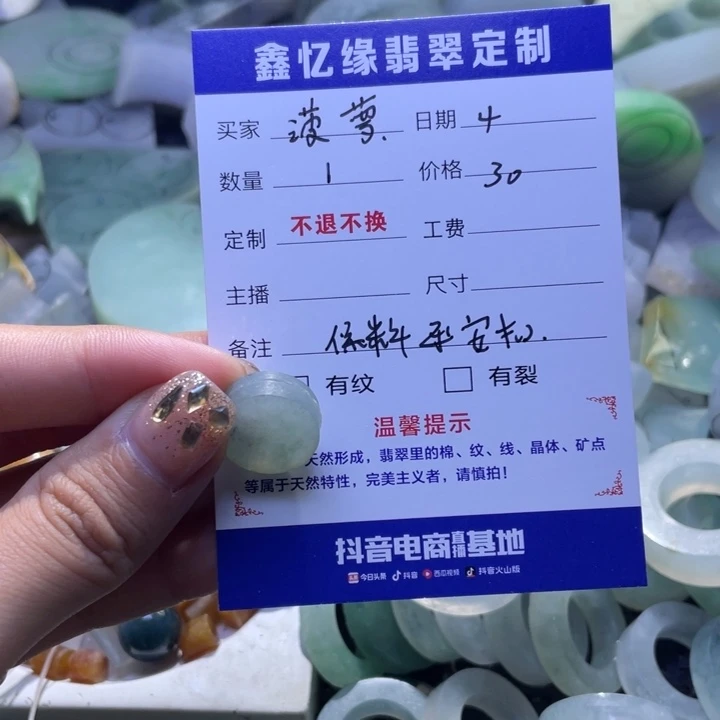 鑫忆缘翡翠定制
买家 菠萝. 日期 4
数量 1 价格 30
定制 不退不换 工费
主播 尺寸
备注 保料平安扣.
有纹 有裂
温馨提示
天然形成，翡翠里的棉、纹、线、晶体、矿点
等属于天然特性，完美主义者，请慎拍！
抖音电商直播基地
今日头条 抖音 西瓜视频 抖音火山版